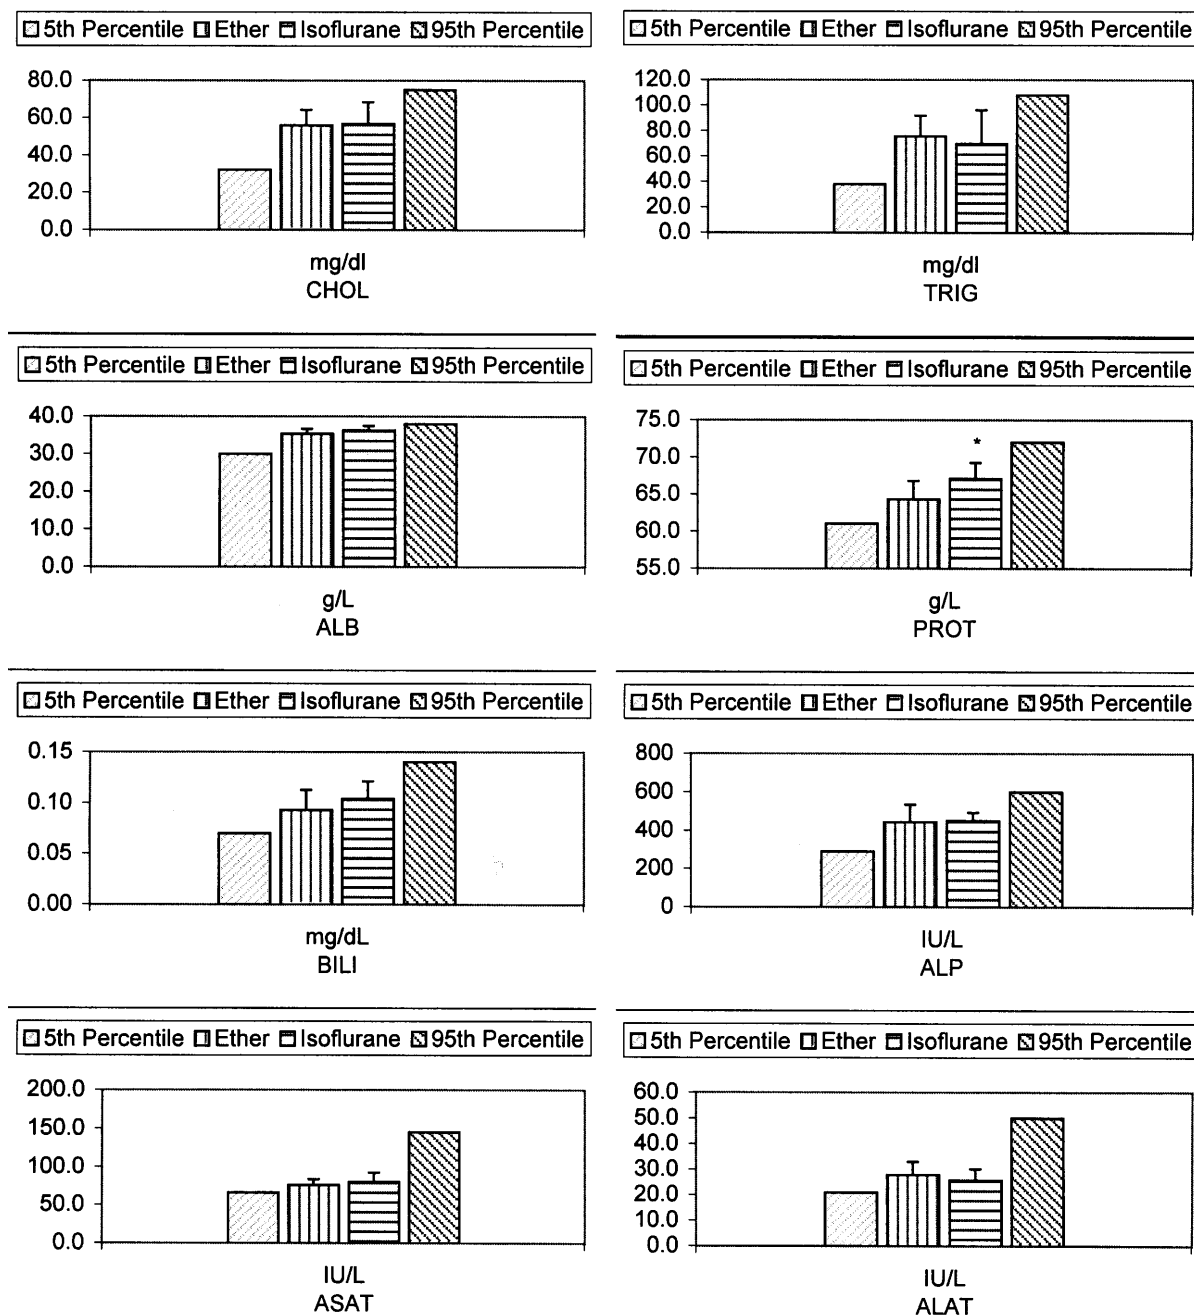 5th Percentile Ether Isoflurane 95th Percentile
80.0
60.0
40.0
20.0
0.0
mg/dl
CHOL
5th Percentile Ether Isoflurane 95th Percentile
120.0
100.0
80.0
60.0
40.0
20.0
0.0
mg/dl
TRIG
5th Percentile Ether Isoflurane 95th Percentile
40.0
30.0
20.0
10.0
0.0
g/L
ALB
5th Percentile Ether Isoflurane 95th Percentile
75.0
*
70.0
65.0
60.0
55.0
g/L
PROT
5th Percentile Ether Isoflurane 95th Percentile
0.15
0.10
0.05
0.00
mg/dL
BILI
5th Percentile Ether Isoflurane 95th Percentile
800
600
400
200
0
IU/L
ALP
5th Percentile Ether Isoflurane 95th Percentile
200.0
150.0
100.0
50.0
0.0
IU/L
ASAT
5th Percentile Ether Isoflurane 95th Percentile
60.0
50.0
40.0
30.0
20.0
10.0
0.0
IU/L
ALAT